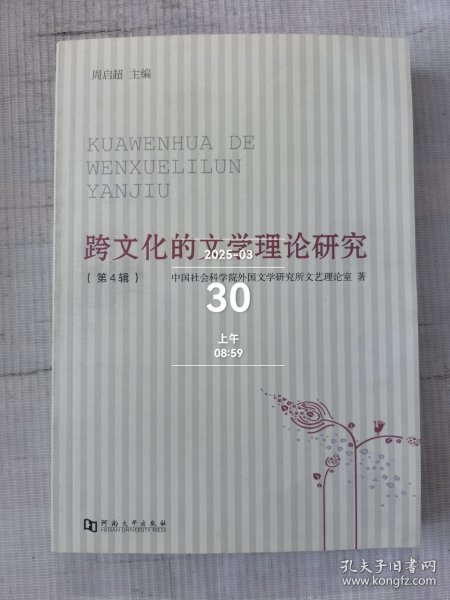 周启超 主编
KUAWENHUA DE
WENXUELILUN
YANJIU
跨文化的文学理论研究
2025-03
(第4辑)
中国社会科学院外国文学研究所文艺理论室 著
30
上午
08:59
河南大学出版社
HENAN UNIVERSITY PRESS
孔夫子旧书网
www.kongfz.com